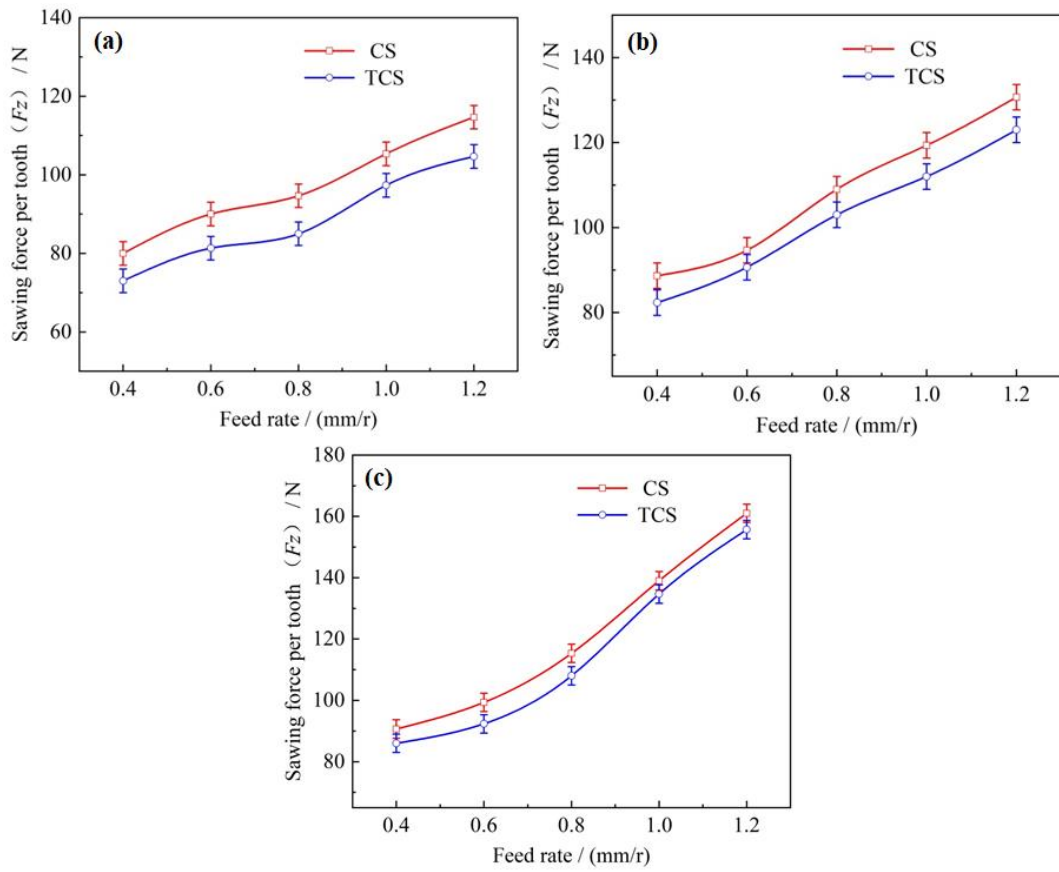 (a)
CS
TCS
Sawing force per tooth（Fz）/ N
140
120
100
80
60
0.4 0.6 0.8 1.0 1.2
Feed rate / (mm/r)
(b)
CS
TCS
Sawing force per tooth（Fz）/ N
140
120
100
80
0.4 0.6 0.8 1.0 1.2
Feed rate / (mm/r)
(c)
CS
TCS
Sawing force per tooth（Fz）/ N
180
160
140
120
100
80
0.4 0.6 0.8 1.0 1.2
Feed rate / (mm/r)